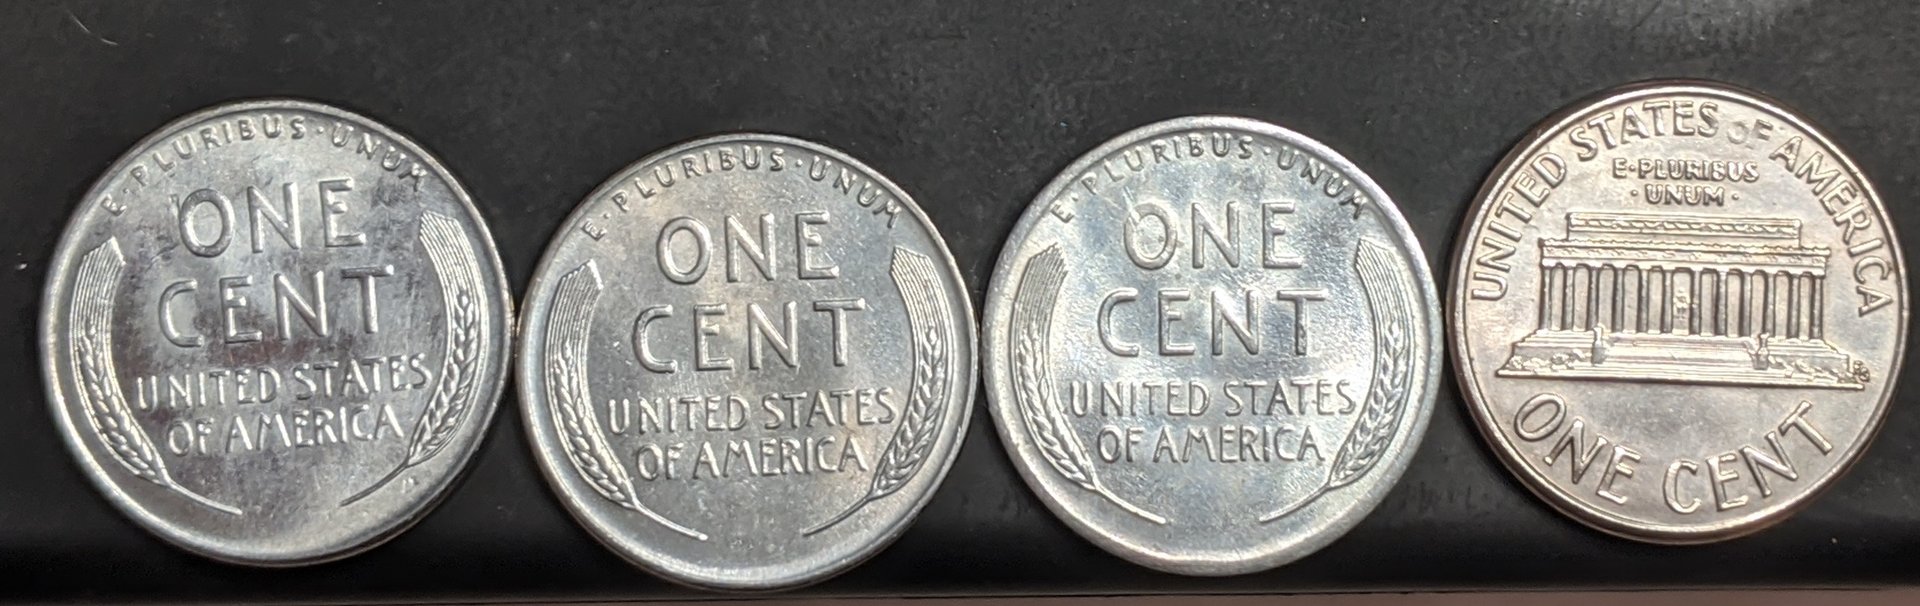 E·PLURIBUS·UNUM
ONE
CENT
UNITED STATES
OF AMERICA
E·PLURIBUS·UNUM
ONE
CENT
UNITED STATES
OF AMERICA
E·PLURIBUS·UNUM
ONE
CENT
UNITED STATES
OF AMERICA
UNITED STATES OF AMERICA
E·PLURIBUS
·UNUM·
ONE CENT